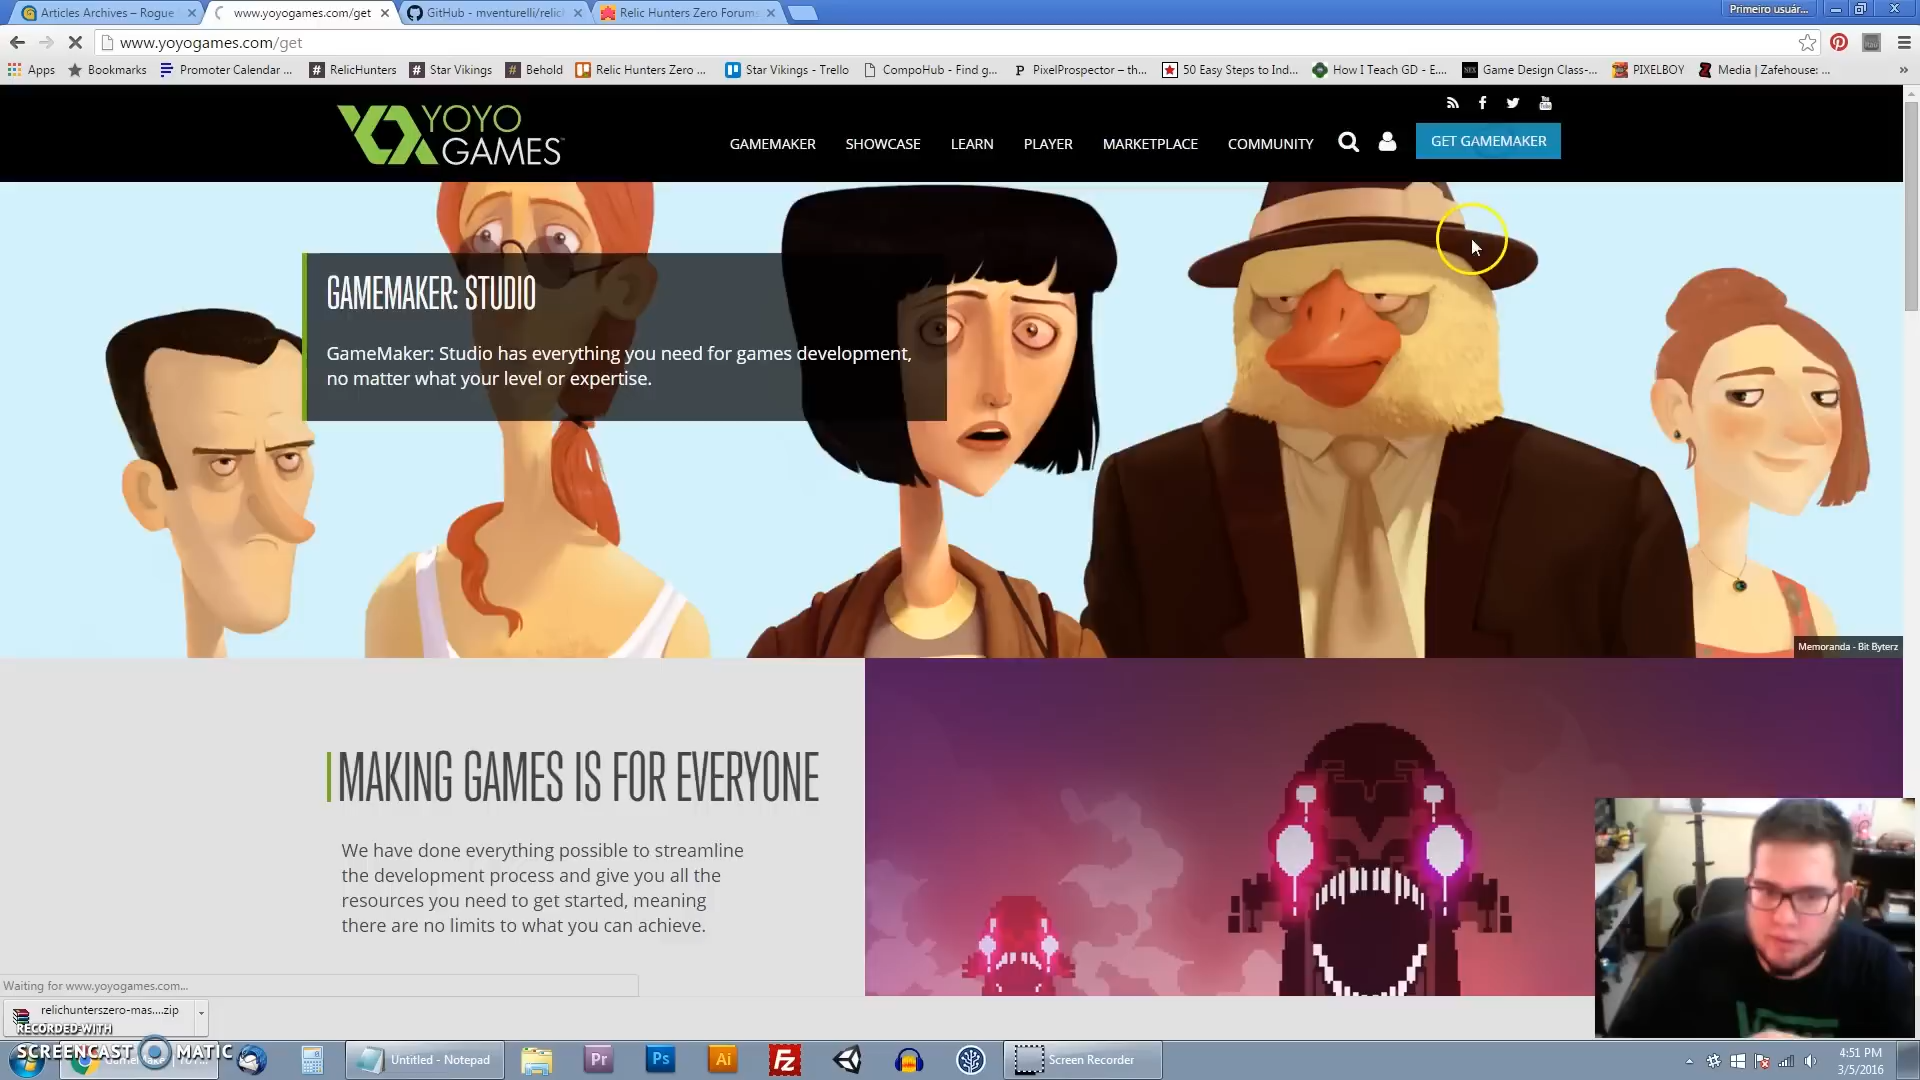 Articles Archives – Rogue
www.yoyogames.com/get
GitHub - mventurelli/relic
Relic Hunters Zero Forums
Primeiro usuár...
www.yoyogames.com/get
Apps
Bookmarks
Promoter Calendar ...
RelicHunters
Star Vikings
Behold
Relic Hunters Zero ...
Star Vikings - Trello
CompoHub - Find g...
PixelProspector – th...
50 Easy Steps to Ind...
How I Teach GD - E...
Game Design Class-...
PIXELBOY
Media | Zafehouse: ...
YOYO
GAMES™
GAMEMAKER
SHOWCASE
LEARN
PLAYER
MARKETPLACE
COMMUNITY
GET GAMEMAKER
GAMEMAKER: STUDIO
GameMaker: Studio has everything you need for games development,
no matter what your level or expertise.
Memoranda - Bit Byterz
MAKING GAMES IS FOR EVERYONE
We have done everything possible to streamline
the development process and give you all the
resources you need to get started, meaning
there are no limits to what you can achieve.
Waiting for www.yoyogames.com...
relichunterszero-mas....zip
RECORDED WITH
SCREENCAST MATIC
Untitled - Notepad
Pr
Ps
Ai
Fz
Screen Recorder
4:51 PM
3/5/2016